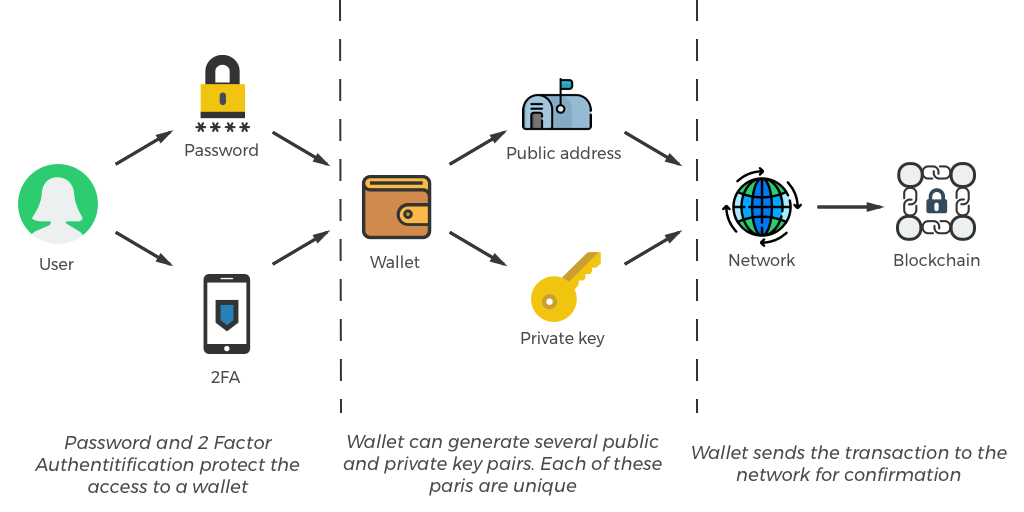 ****
Password
User
2FA
Wallet
Public address
Private key
Network
Blockchain
Password and 2 Factor
Authentitification protect the
access to a wallet
Wallet can generate several public
and private key pairs. Each of these
paris are unique
Wallet sends the transaction to the
network for confirmation